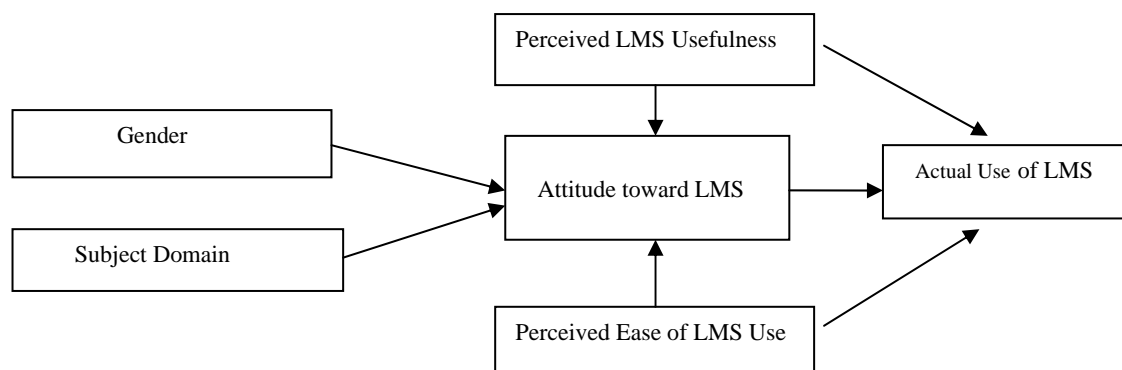 Perceived LMS Usefulness
Gender
Attitude toward LMS
Actual Use of LMS
Subject Domain
Perceived Ease of LMS Use